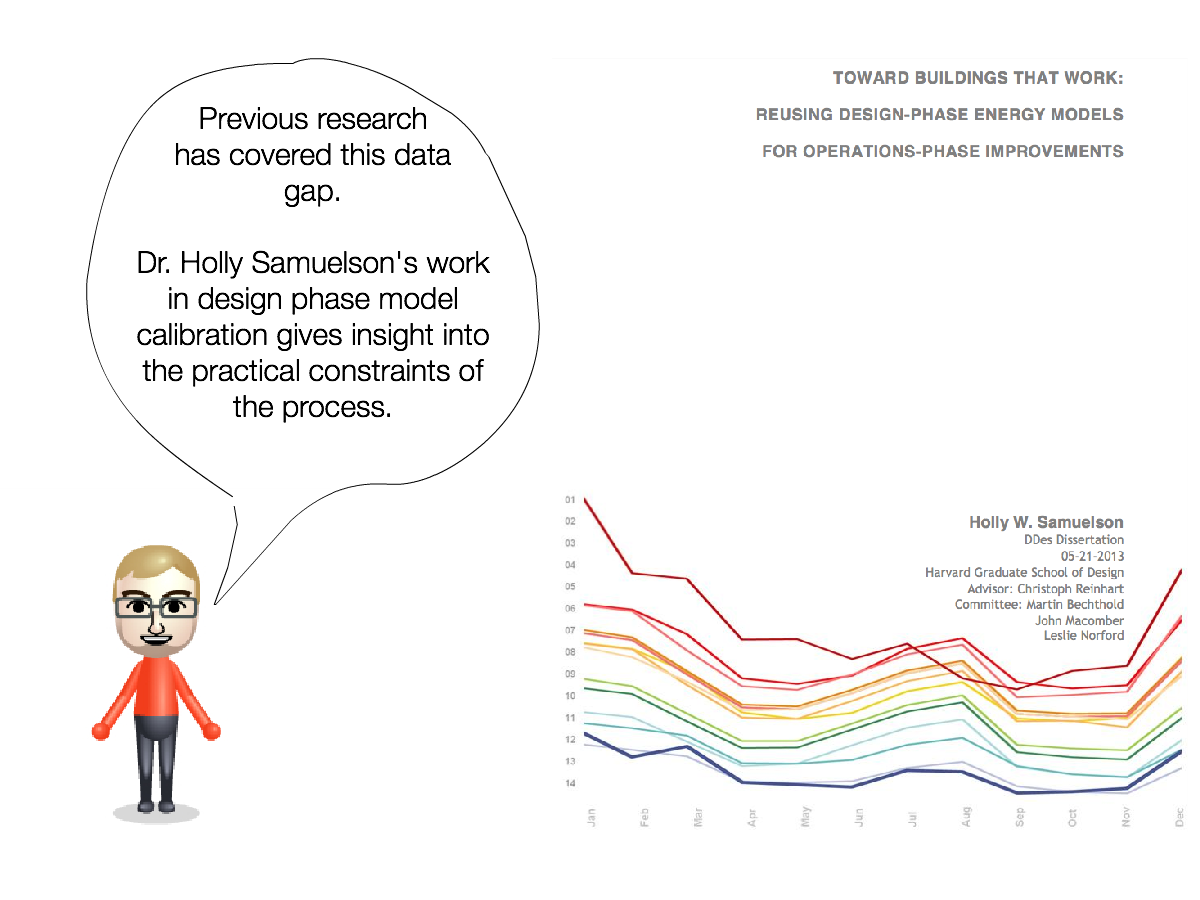 Previous research
has covered this data
gap.
Dr. Holly Samuelson's work
in design phase model
calibration gives insight into
the practical constraints of
the process.
TOWARD BUILDINGS THAT WORK:
REUSING DESIGN-PHASE ENERGY MODELS
FOR OPERATIONS-PHASE IMPROVEMENTS
Holly W. Samuelson
DDes Dissertation
05-21-2013
Harvard Graduate School of Design
Advisor: Christoph Reinhart
Committee: Martin Bechthold
John Macomber
Leslie Norford
01
02
03
04
05
06
07
08
09
10
11
12
13
14
Jan
Feb
Mar
Apr
May
Jun
Jul
Aug
Sep
Oct
Nov
Dec